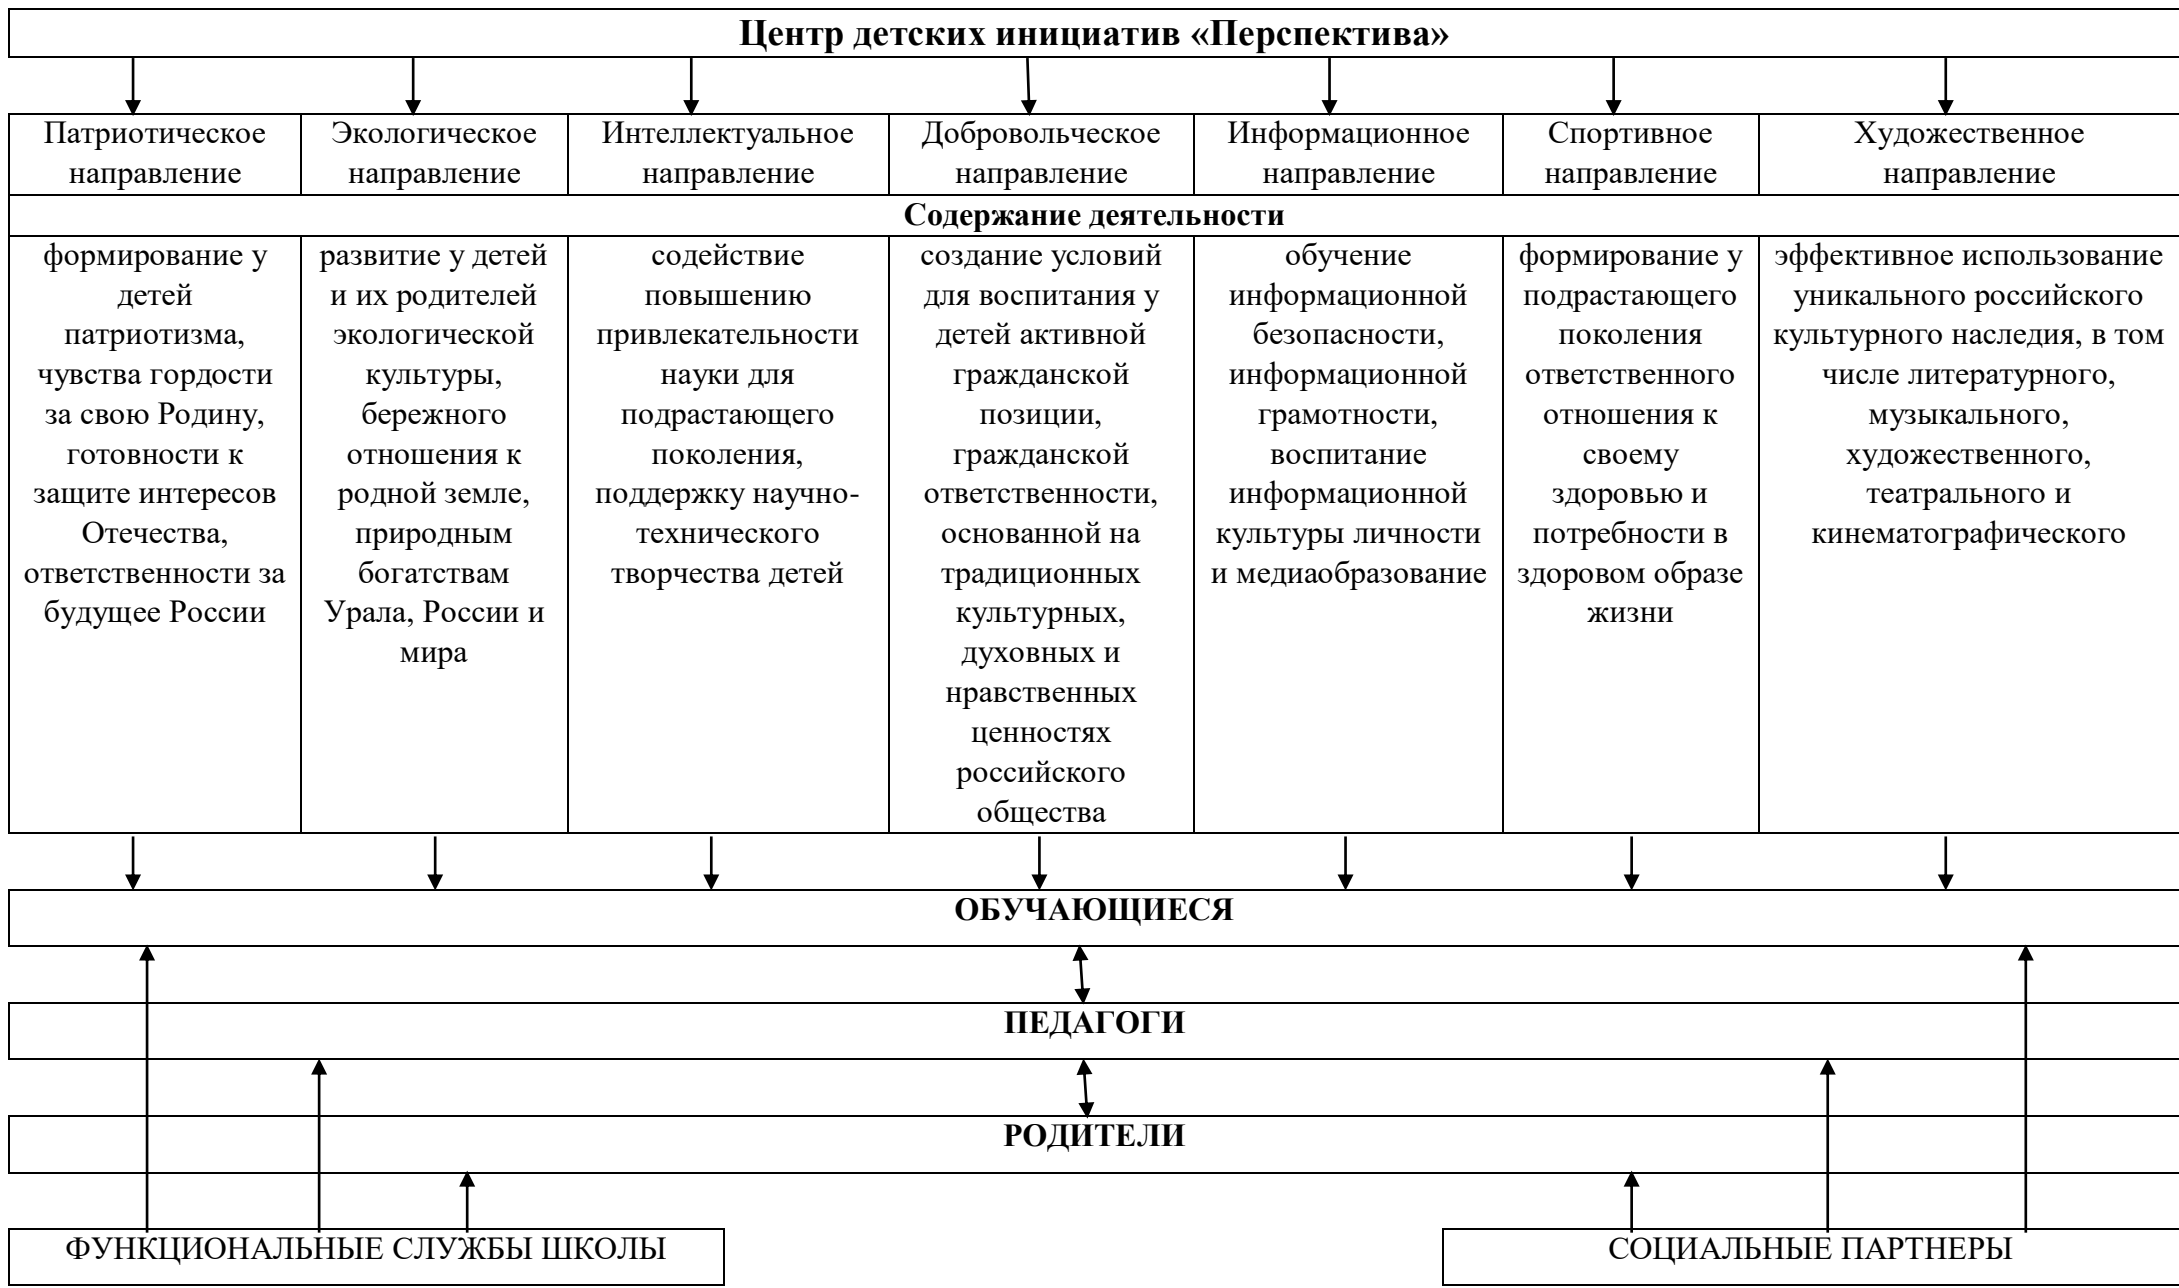 Центр детских инициатив «Перспектива»
Патриотическое
направление
Экологическое
направление
Интеллектуальное
направление
Добровольческое
направление
Информационное
направление
Спортивное
направление
Художественное
направление
Содержание деятельности
формирование у
детей
патриотизма,
чувства гордости
за свою Родину,
готовности к
защите интересов
Отечества,
ответственности за
будущее России
развитие у детей
и их родителей
экологической
культуры,
бережного
отношения к
родной земле,
природным
богатствам
Урала, России и
мира
содействие
повышению
привлекательности
науки для
подрастающего
поколения,
поддержку научно-
технического
творчества детей
создание условий
для воспитания у
детей активной
гражданской
позиции,
гражданской
ответственности,
основанной на
традиционных
культурных,
духовных и
нравственных
ценностях
российского
общества
обучение
информационной
безопасности,
информационной
грамотности,
воспитание
информационной
культуры личности
и медиаобразование
формирование у
подрастающего
поколения
ответственного
отношения к
своему
здоровью и
потребности в
здоровом образе
жизни
эффективное использование
уникального российского
культурного наследия, в том
числе литературного,
музыкального,
художественного,
театрального и
кинематографического
ОБУЧАЮЩИЕСЯ
ПЕДАГОГИ
РОДИТЕЛИ
ФУНКЦИОНАЛЬНЫЕ СЛУЖБЫ ШКОЛЫ
СОЦИАЛЬНЫЕ ПАРТНЕРЫ